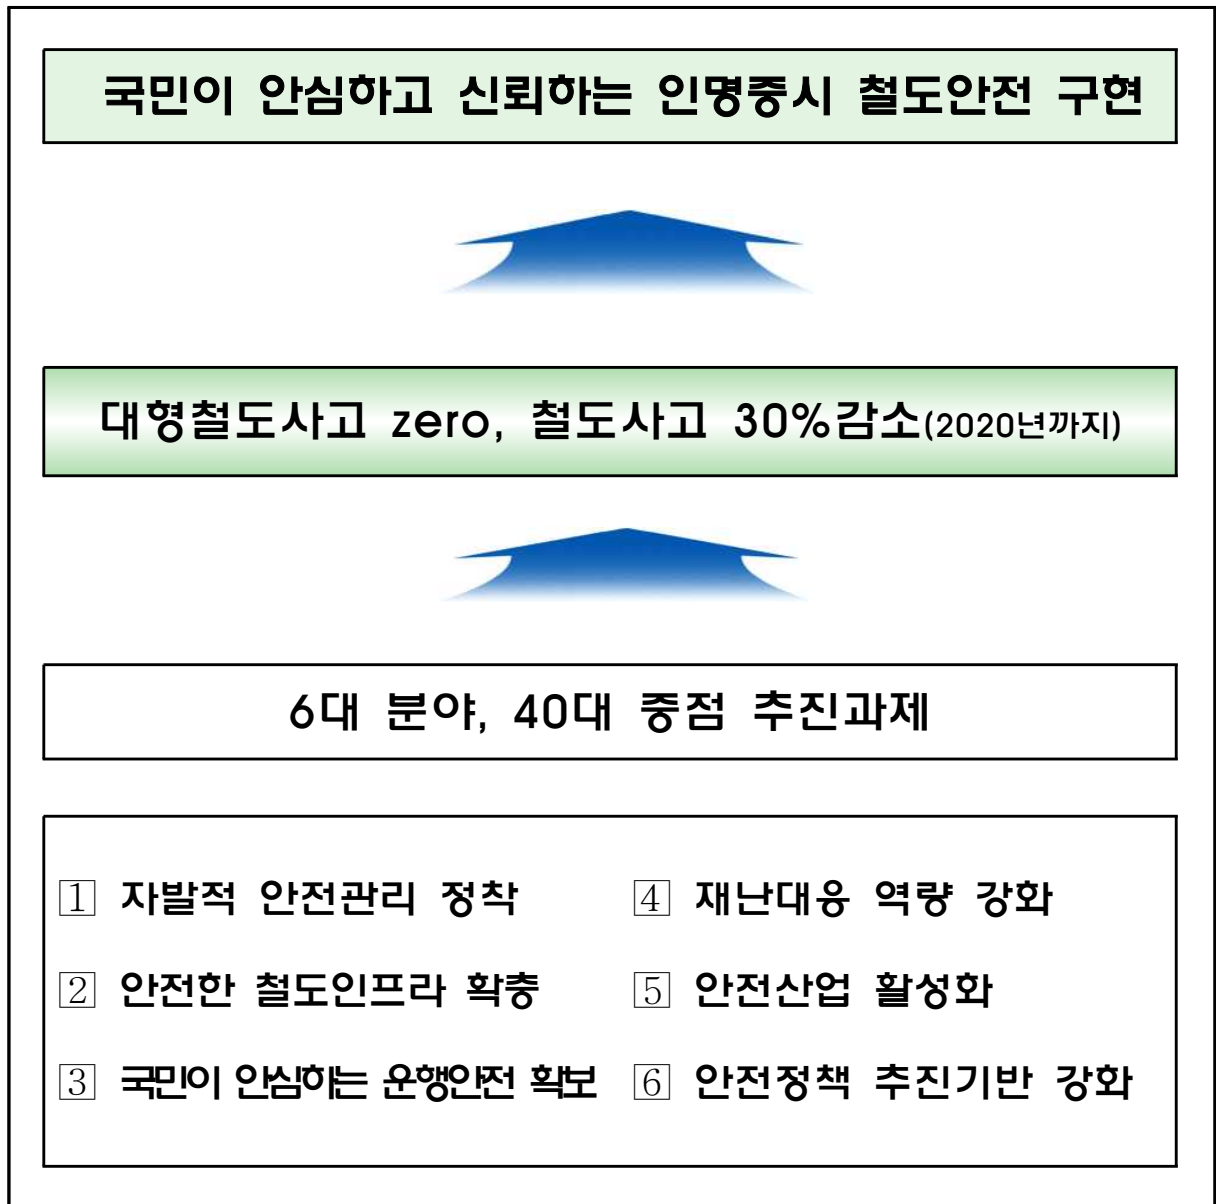 국민이 안심하고 신뢰하는 인명중시 철도안전 구현
대형철도사고 zero, 철도사고 30%감소(2020년까지)
6대 분야, 40대 중점 추진과제
1 자발적 안전관리 정착
2 안전한 철도인프라 확충
3 국민이 안심하는 운행안전 확보
4 재난대응 역량 강화
5 안전산업 활성화
6 안전정책 추진기반 강화